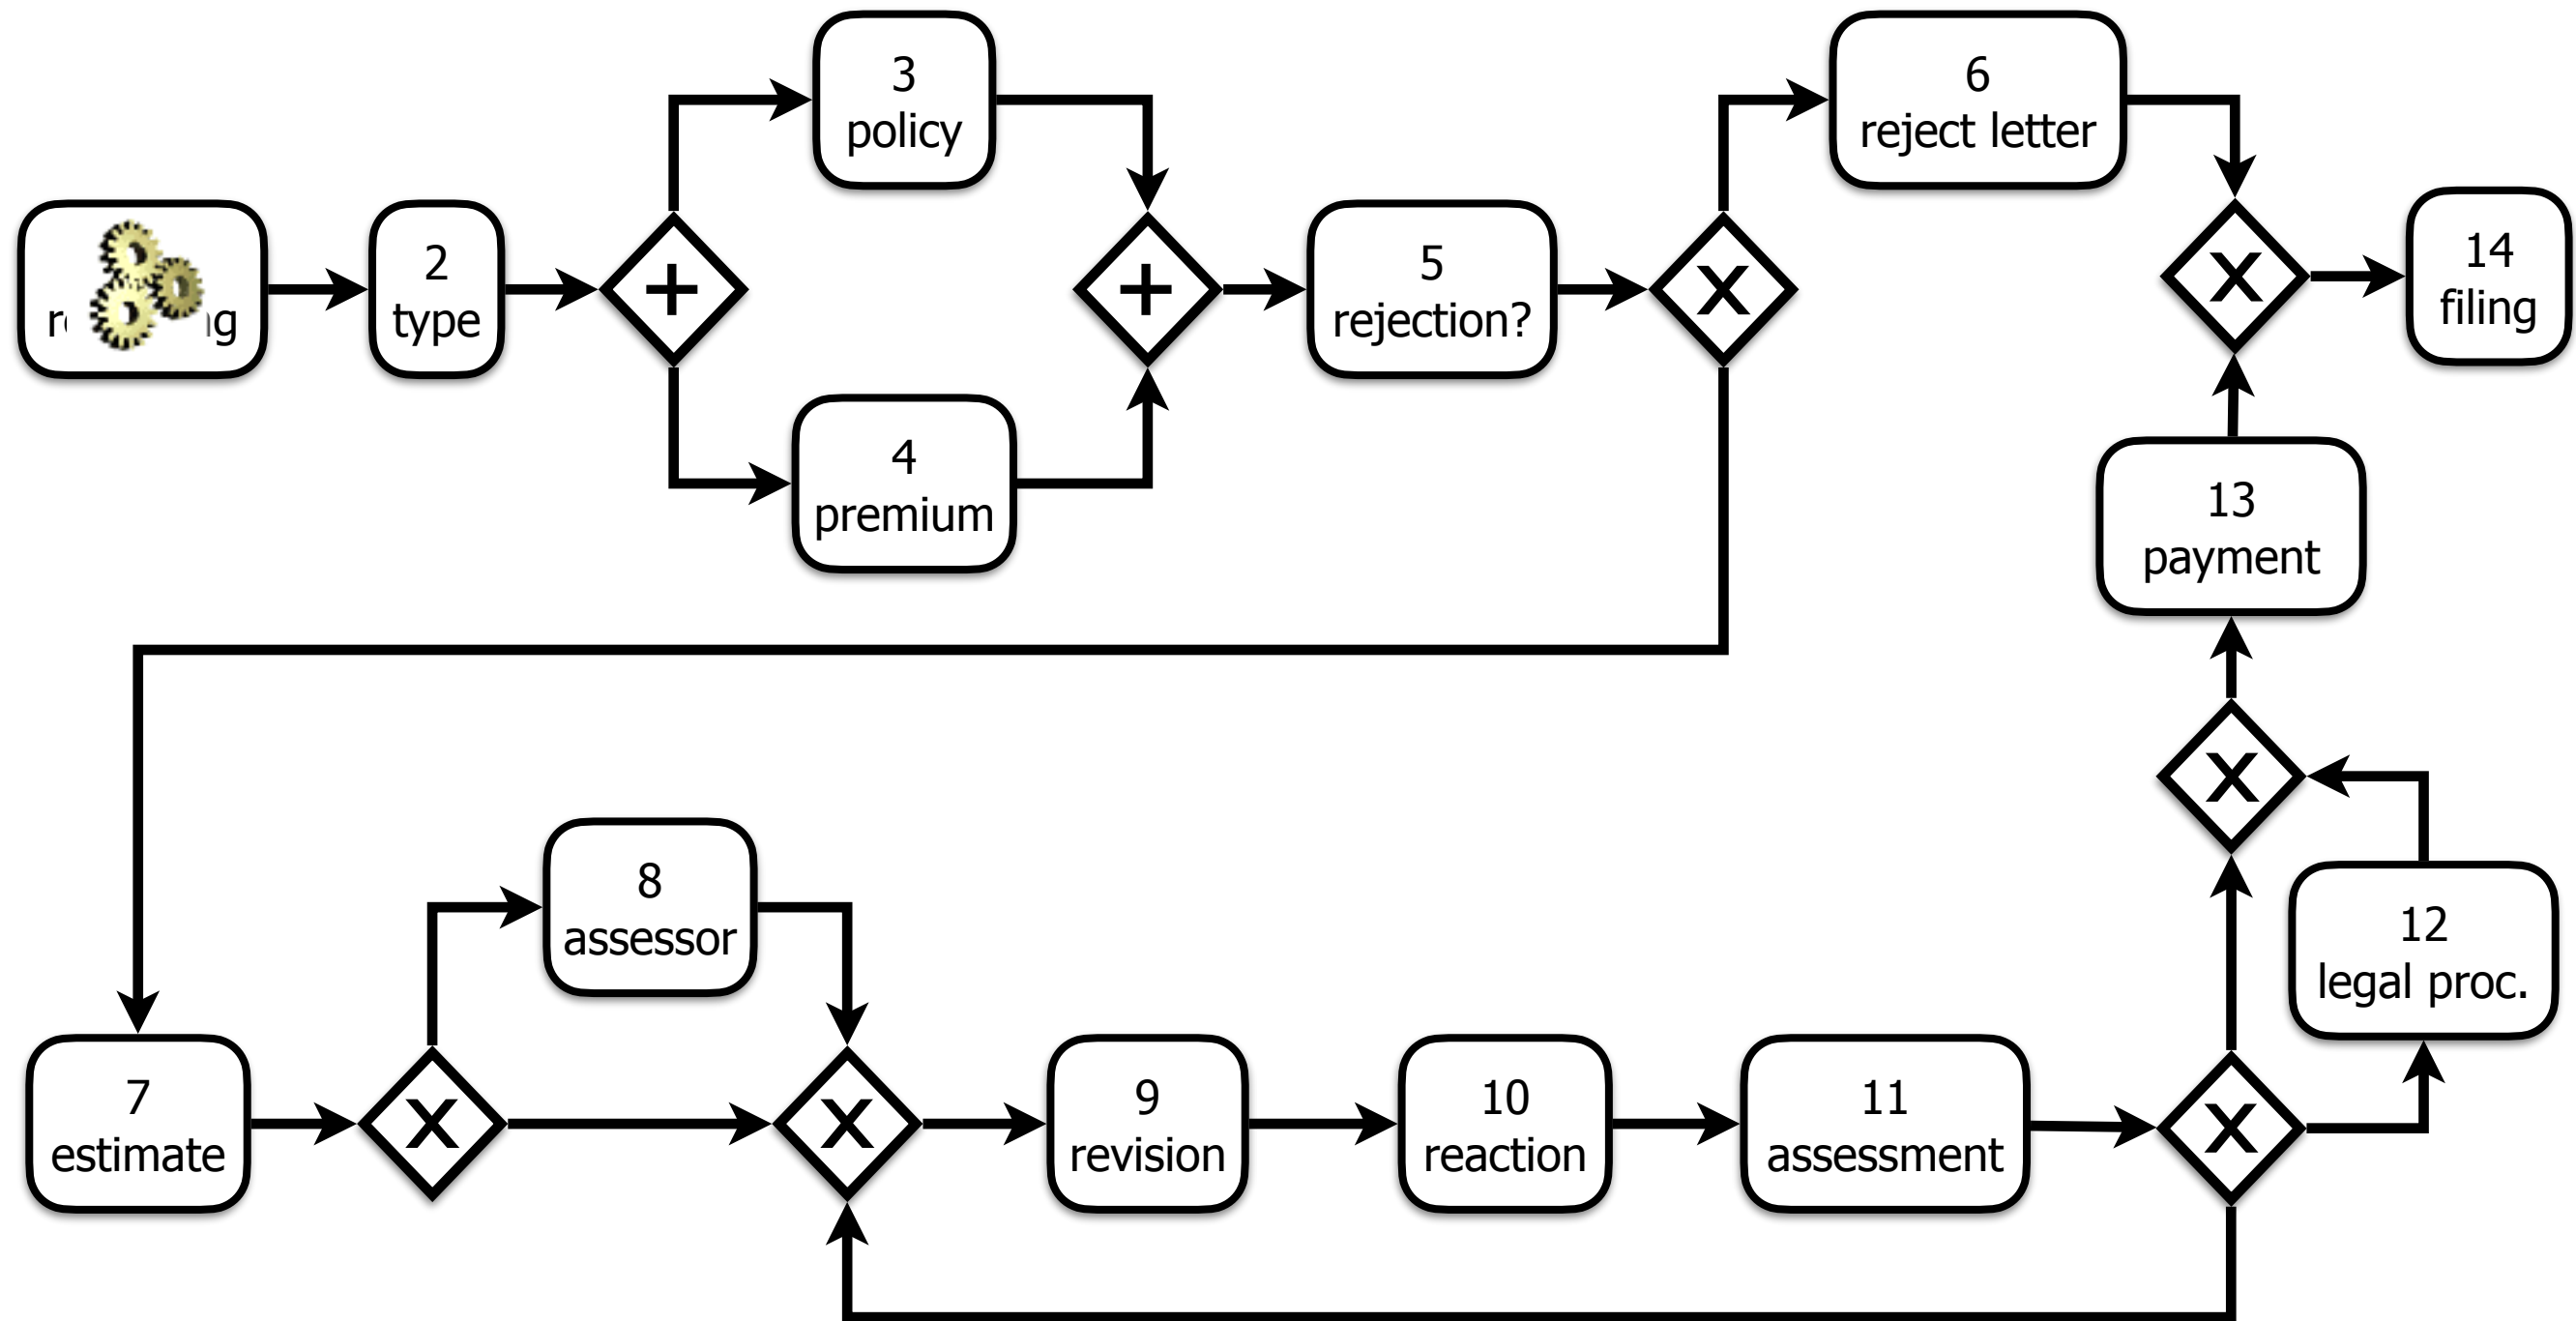 3
policy
6
reject letter
2
type
+
+
5
rejection?
X
X
14
filing
4
premium
13
payment
X
8
assessor
12
legal proc.
7
estimate
X
X
9
revision
10
reaction
11
assessment
X